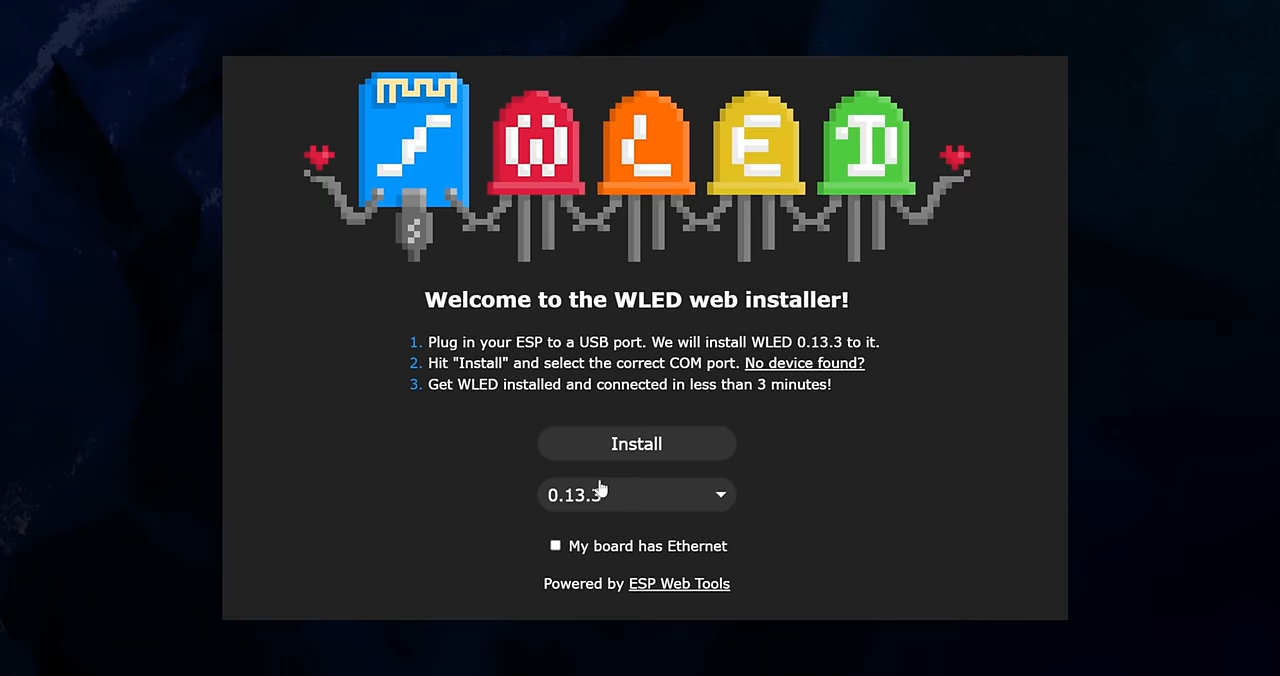 WLED
Welcome to the WLED web installer!
1. Plug in your ESP to a USB port. We will install WLED 0.13.3 to it.
2. Hit "Install" and select the correct COM port. No device found?
3. Get WLED installed and connected in less than 3 minutes!
Install
0.13.3
My board has Ethernet
Powered by ESP Web Tools